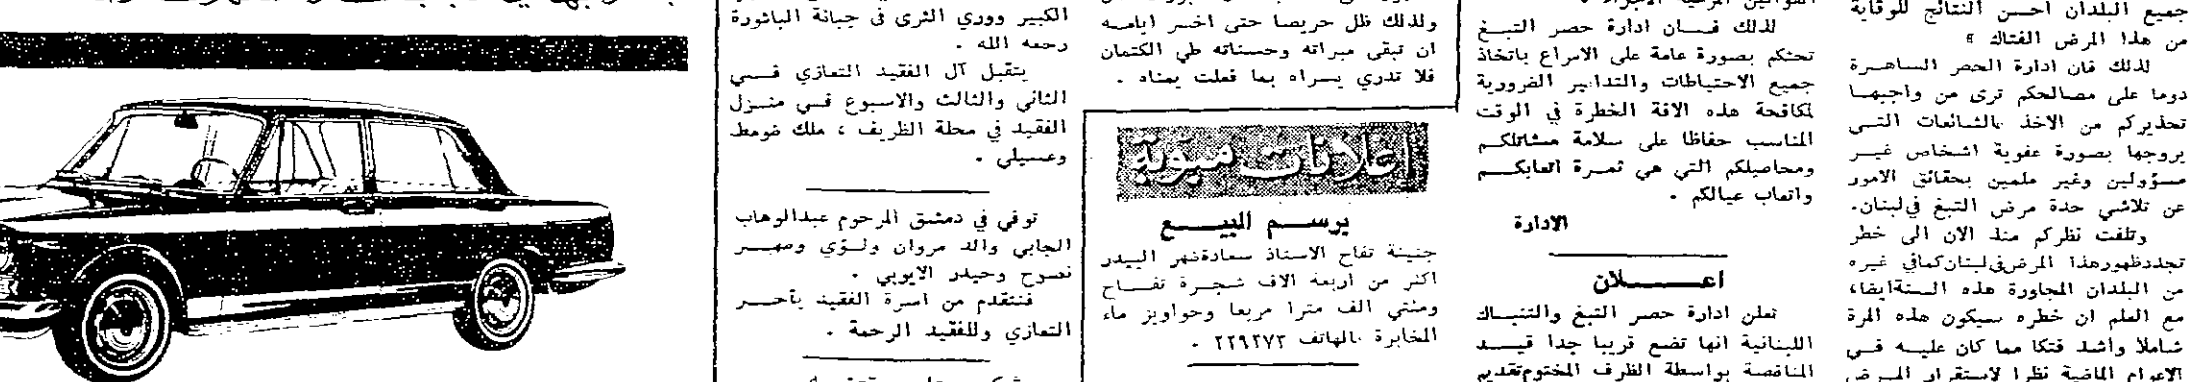 جميع البلدان احسن النتائج للوقاية
من هذا المرض الفتاك
لذلك فان ادارة الحصر الساهرة
دوما على مصالحكم ترى من واجبها
تحذيركم من الاخذ بالشائعات التي
يروجها بصورة عفوية اشخاص غير
مسؤولين وغير ملمين بحقائق الامور
عن تلاشي حدة مرض التبغ في لبنان.
وتلفت نظركم منذ الان الى خطر
تجدد ظهور هذا المرض في لبنان كما في غيره
من البلدان المجاورة هذه السنة ايضا،
مع العلم ان خطره سيكون هذه المرة
شاملا وأشد فتكا مما كان عليه في
الاعوام الماضية نظرا لاستقرار المرض
لذلك فان ادارة حصر التبغ
تحثكم بصورة عامة على الاسراع باتخاذ
جميع الاحتياطات والتدابير الضرورية
لمكافحة هذه الافة الخطرة في الوقت
المناسب حفاظا على سلامة مشاتلكم
ومحاصيلكم التي هي ثمرة اتعابكم
واتعاب عيالكم .
الادارة
اعلان
تعلن ادارة حصر التبغ والتنباك
اللبنانية انها تضع قريبا جدا قيد
المناقصة بواسطة الظرف المختوم تقديم
ولذلك ظل حريصا حتى اخر ايامه
ان تبقى مبراته وحسناته طي الكتمان
فلا تدري يسراه بما فعلت يمناه .
اعلانات مبوبة
برسم البيع
جنينة تفاح الاستاذ سعادة نهر البيدر
اكثر من اربعة الاف شجرة تفاح
ومئتي الف مترا مربعا وحواويز ماء
المخابرة بالهاتف ٢٢٩٢٧٢ .
الكبير ووري الثرى في جبانة الباشورة
رحمه الله .
يتقبل آل الفقيد التعازي في
الثاني والثالث والاسبوع في منزل
الفقيد في محلة الظريف ، ملك ضومط
وعسيلي .
توفي في دمشق المرحوم عبدالوهاب
الجابي والد مروان ولؤي وصهر
نصوح وحيدر الايوبي .
فنتقدم من اسرة الفقيد بأحر
التعازي وللفقيد الرحمة .